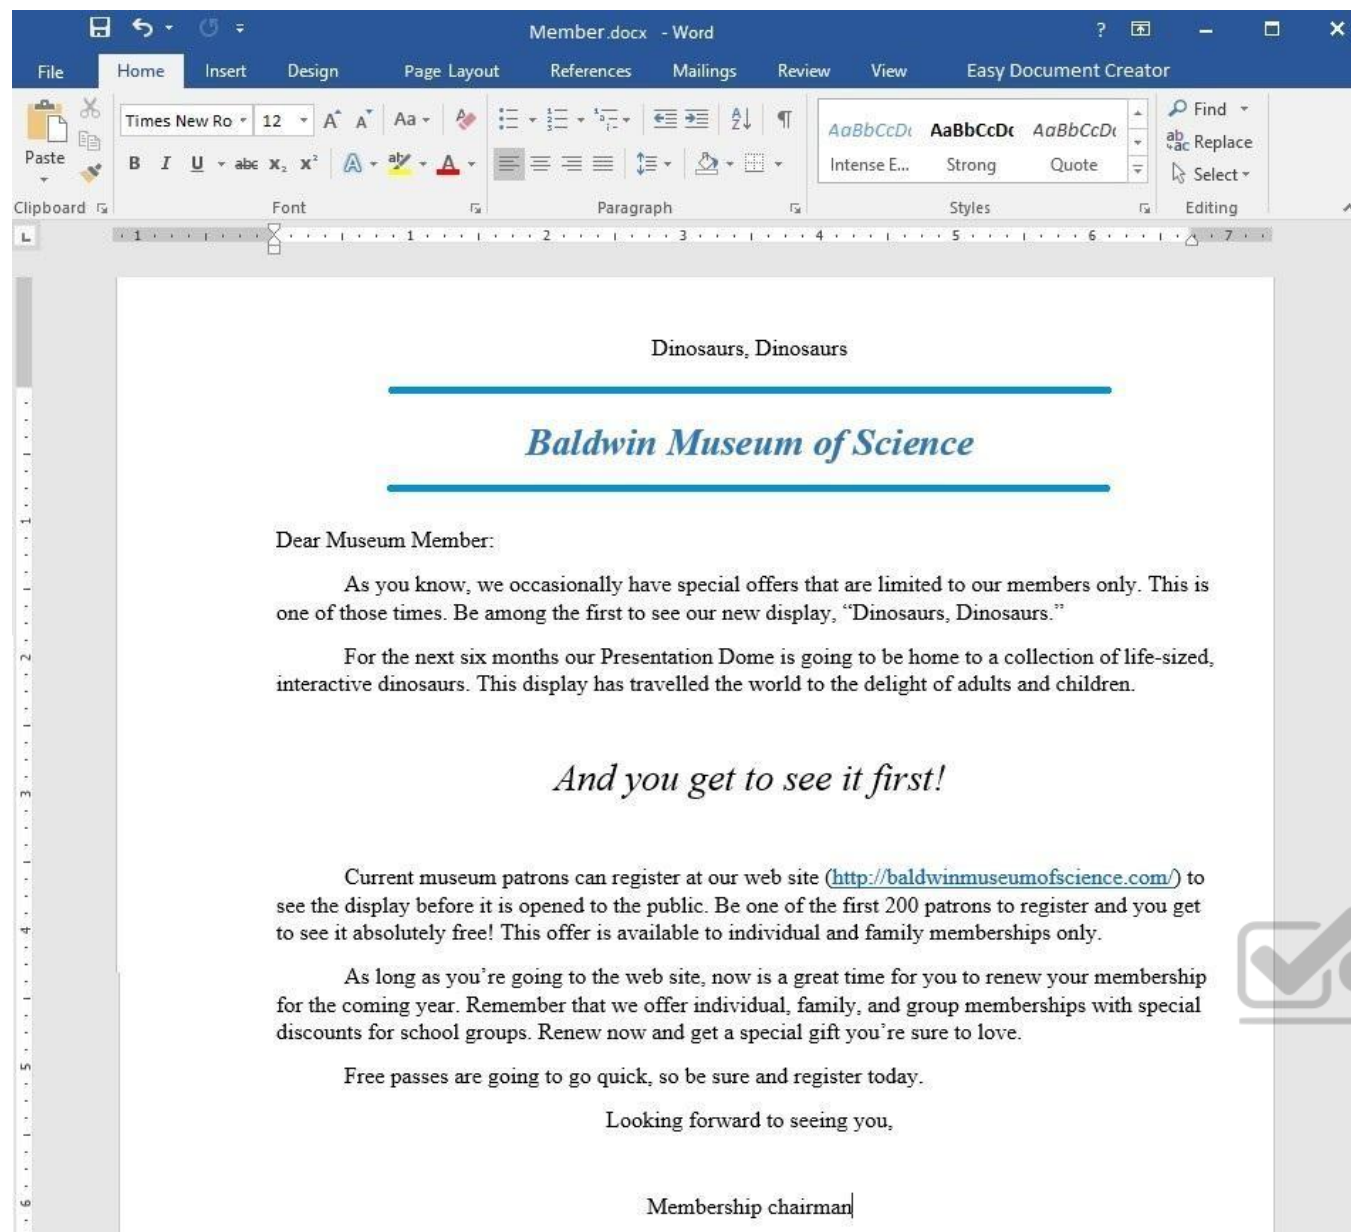 Member.docx - Word ?
File Home Insert Design Page Layout References Mailings Review View Easy Document Creator
Times New Ro 12 A A Aa Find
Paste B I U abc X₂ X² A aby A AaBbCcDc AaBbCcDc AaBbCcDc Replace
Intense E... Strong Quote Select
Clipboard Font Paragraph Styles Editing
1 1 2 3 4 5 6 7
Dinosaurs, Dinosaurs
Baldwin Museum of Science
Dear Museum Member:
As you know, we occasionally have special offers that are limited to our members only. This is
one of those times. Be among the first to see our new display, “Dinosaurs, Dinosaurs.”
For the next six months our Presentation Dome is going to be home to a collection of life-sized,
interactive dinosaurs. This display has travelled the world to the delight of adults and children.
And you get to see it first!
Current museum patrons can register at our web site (http://baldwinmuseumofscience.com/) to
see the display before it is opened to the public. Be one of the first 200 patrons to register and you get
to see it absolutely free! This offer is available to individual and family memberships only.
As long as you’re going to the web site, now is a great time for you to renew your membership
for the coming year. Remember that we offer individual, family, and group memberships with special
discounts for school groups. Renew now and get a special gift you’re sure to love.
Free passes are going to go quick, so be sure and register today.
Looking forward to seeing you,
Membership chairman